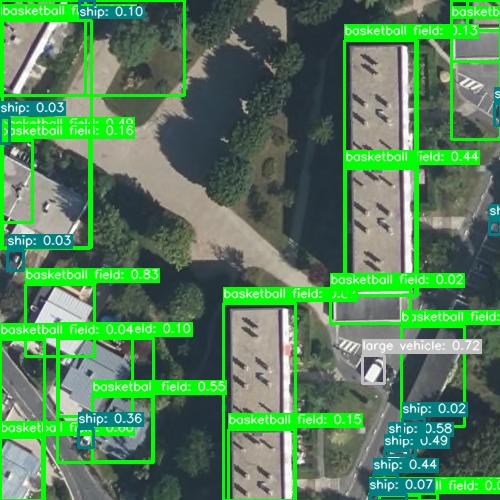 basketball field:
ship: 0.10
basketball field: 0.13
basketb
ship: 0.03
basketball field: 0.16
basketball field: 0.44
ship: 0.03
basketball field: 0.83
basketball field: 0.02
basketball field:
basketball field:
basketball field: 0.04
eld: 0.10
large vehicle: 0.72
basketball field: 0.55
ship: 0.36
basketball field: 0.15
ship: 0.02
ship: 0.58
ship: 0.49
ship: 0.44
ship: 0.07